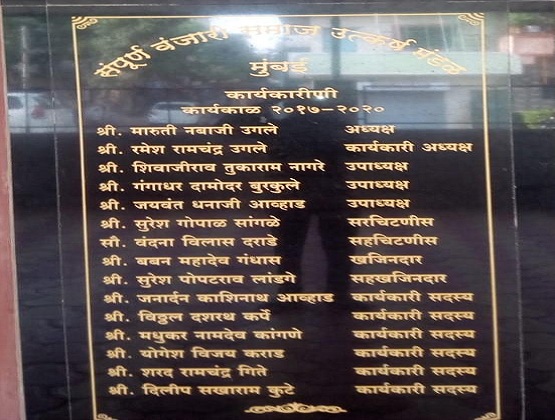 संपूर्ण वंजारी समाज उत्कर्ष मंडळ
मुंबई
कार्यकारीणी
कार्यकाळ २०१७-२०२०
श्री. मारुती नबाजी उगले अध्यक्ष
श्री. रमेश रामचंद्र उगले कार्यकारी अध्यक्ष
श्री. शिवाजीराव तुकाराम नागरे उपाध्यक्ष
श्री. गंगाधर दामोदर बुरकुले उपाध्यक्ष
श्री. जयवंत धनाजी आव्हाड उपाध्यक्ष
श्री. सुरेश गोपाळ सांगळे सरचिटणीस
सौ. वंदना विलास दराडे सहचिटणीस
श्री. बबन महादेव गंधास खजिनदार
श्री. सुरेश पोपटराव लांडगे सहखजिनदार
श्री. जनार्दन काशिनाथ आव्हाड कार्यकारी सदस्य
श्री. विठ्ठल दशरथ कर्पे कार्यकारी सदस्य
श्री. मधुकर नामदेव कांगणे कार्यकारी सदस्य
श्री. योगेश विजय कराड कार्यकारी सदस्य
श्री. शरद रामचंद्र गिते कार्यकारी सदस्य
श्री. दिलीप सखाराम कुटे कार्यकारी सदस्य